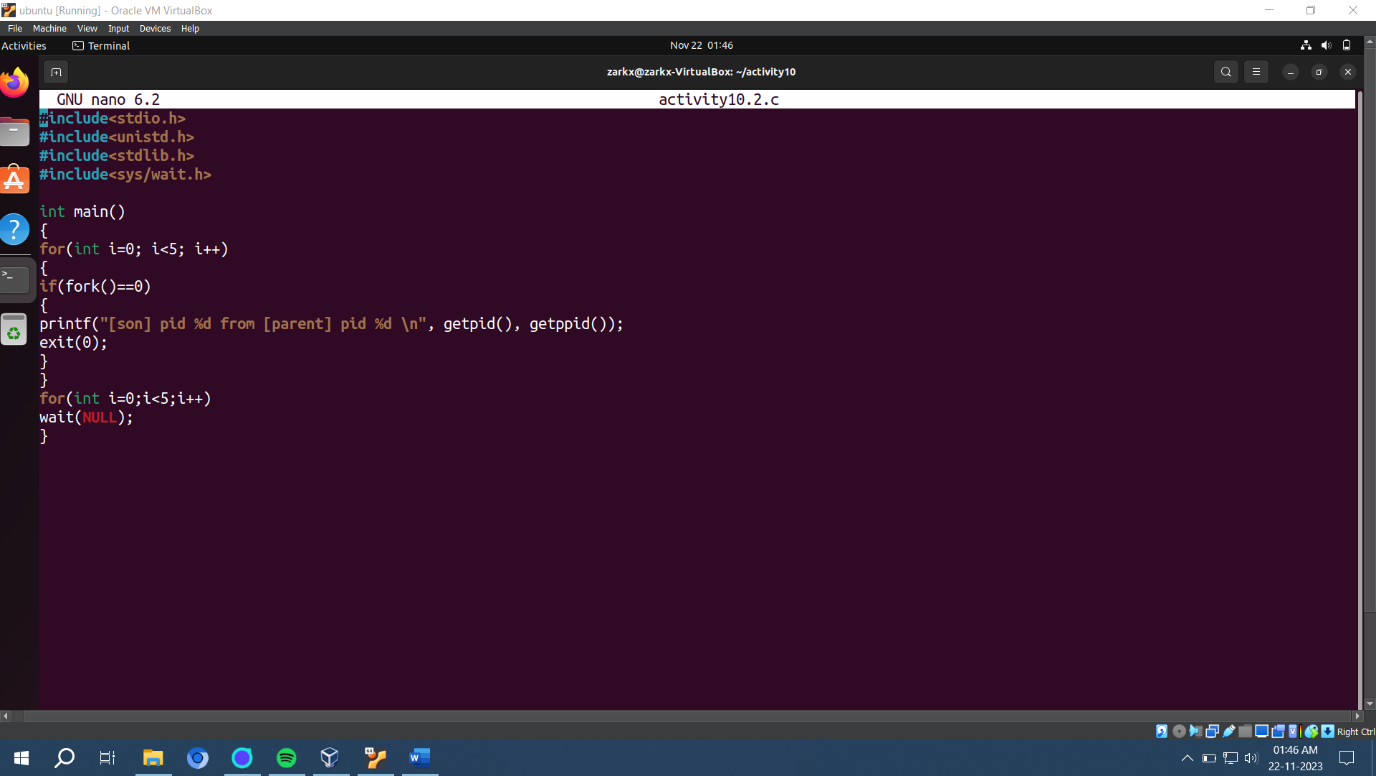 ubuntu [Running] - Oracle VM VirtualBox
File Machine View Input Devices Help
Activities Terminal Nov 22 01:46
zarkx@zarkx-VirtualBox: ~/activity10
GNU nano 6.2 activity10.2.c
#include<stdio.h>
#include<unistd.h>
#include<stdlib.h>
#include<sys/wait.h>
int main()
{
for(int i=0; i<5; i++)
{
if(fork()==0)
{
printf("[son] pid %d from [parent] pid %d \n", getpid(), getppid());
exit(0);
}
}
for(int i=0;i<5;i++)
wait(NULL);
}
Right Ctrl
01:46 AM
22-11-2023